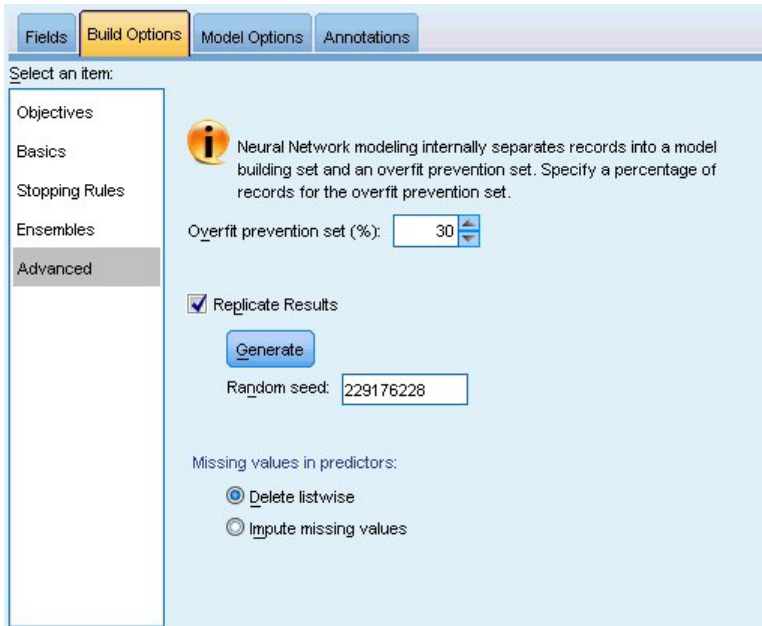 Fields Build Options Model Options Annotations
Select an item:
Objectives
Basics
Stopping Rules
Ensembles
Advanced
Neural Network modeling internally separates records into a model
building set and an overfit prevention set. Specify a percentage of
records for the overfit prevention set.
Overfit prevention set (%): 30
Replicate Results
Generate
Random seed: 229176228
Missing values in predictors:
Delete listwise
Impute missing values